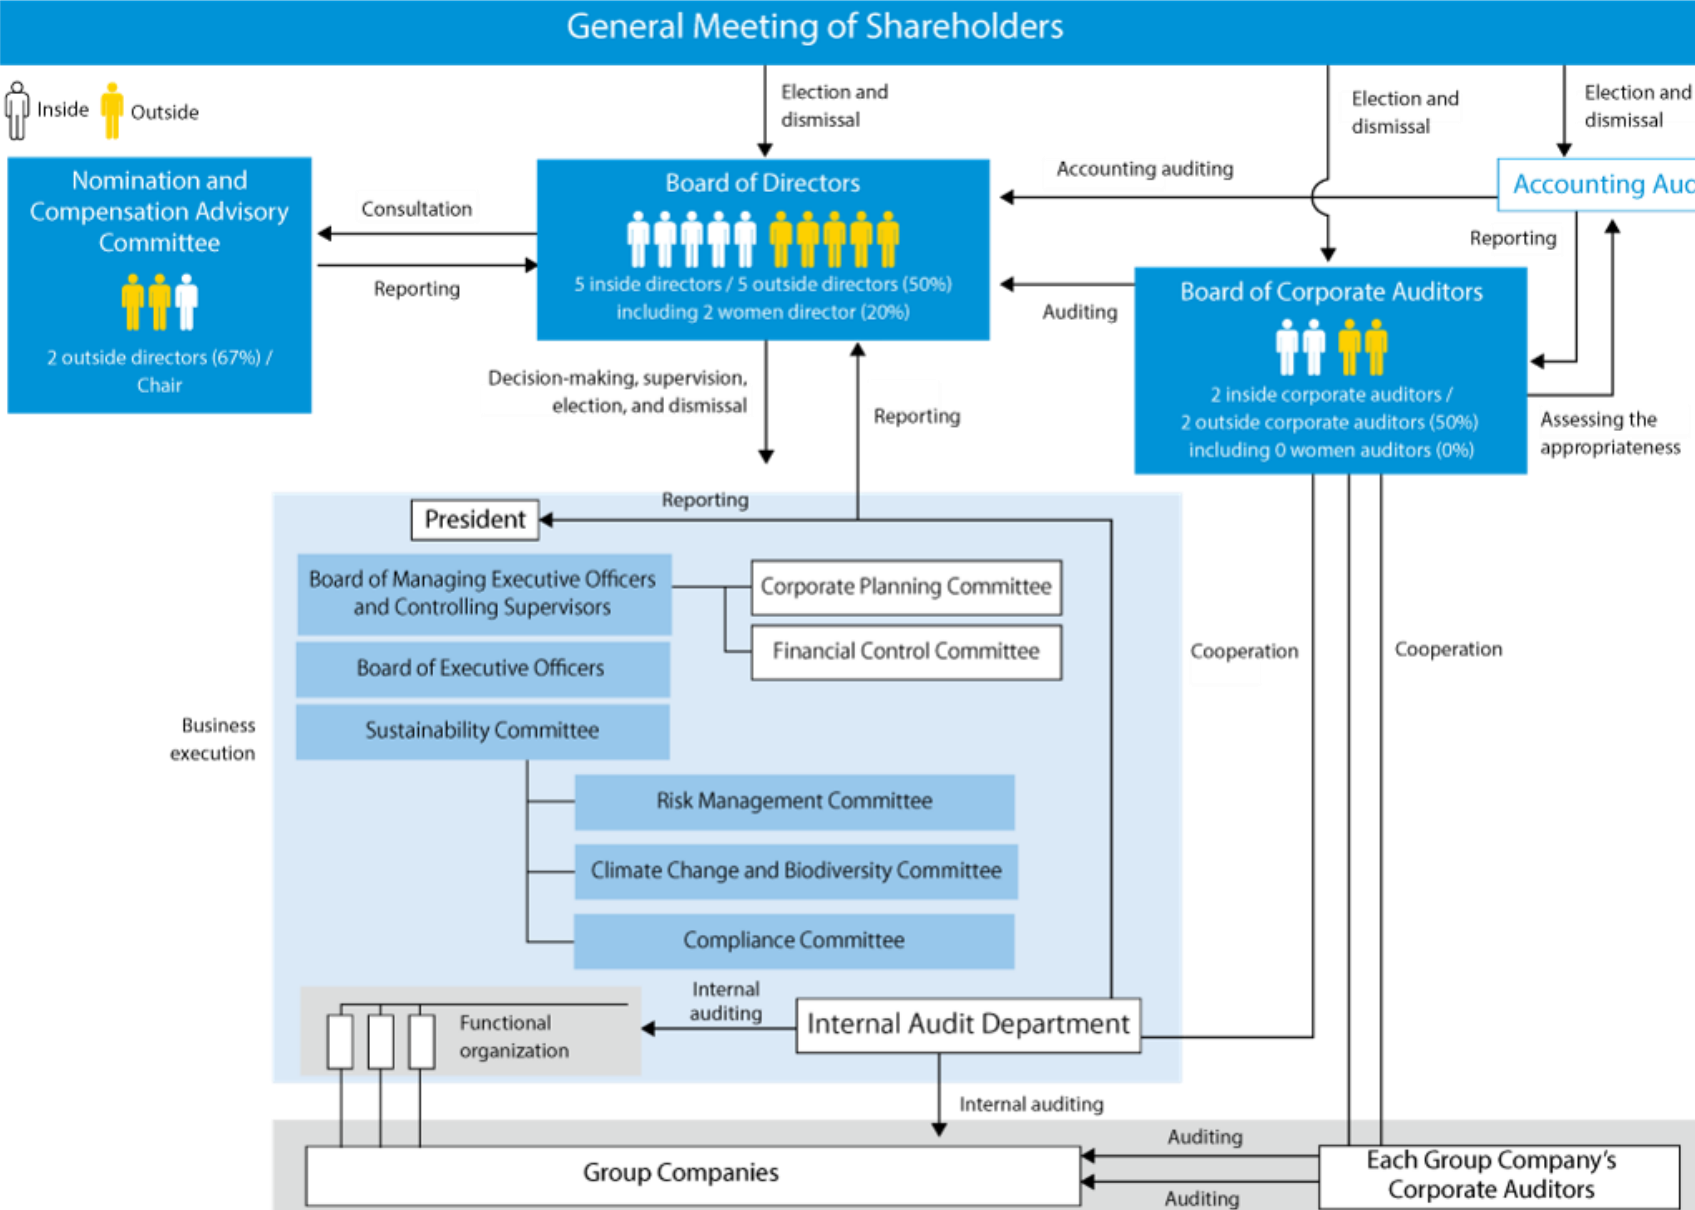 General Meeting of Shareholders
Inside
Outside
Election and
dismissal
Election and
dismissal
Election and
dismissal
Nomination and
Compensation Advisory
Committee
2 outside directors (67%) /
Chair
Consultation
Reporting
Board of Directors
5 inside directors / 5 outside directors (50%)
including 2 women director (20%)
Accounting auditing
Accounting
Reporting
Auditing
Board of Corporate Auditors
2 inside corporate auditors /
2 outside corporate auditors (50%)
including 0 women auditors (0%)
Assessing the
appropriateness
Decision-making, supervision,
election, and dismissal
Reporting
Reporting
President
Board of Managing Executive Officers
and Controlling Supervisors
Corporate Planning Committee
Financial Control Committee
Board of Executive Officers
Sustainability Committee
Business
execution
Risk Management Committee
Climate Change and Biodiversity Committee
Compliance Committee
Cooperation
Cooperation
Functional
organization
Internal
auditing
Internal Audit Department
Internal auditing
Group Companies
Auditing
Auditing
Each Group Company's
Corporate Auditors